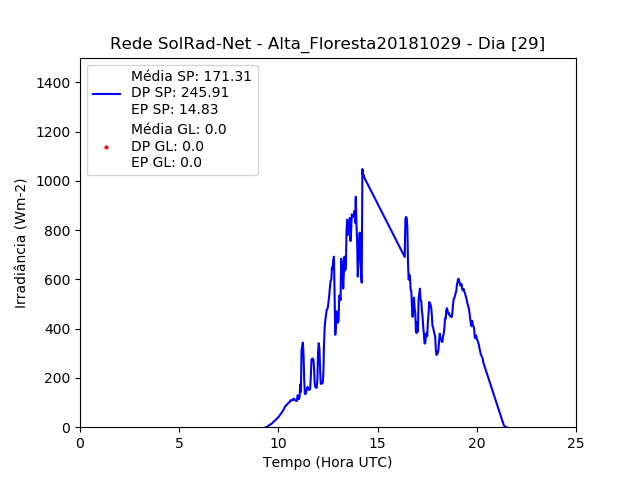 Rede SolRad-Net - Alta_Floresta20181029 - Dia [29]
Média SP: 171.31
DP SP: 245.91
EP SP: 14.83
Média GL: 0.0
DP GL: 0.0
EP GL: 0.0
1400
1200
1000
800
600
400
200
0
Irradiância (Wm-2)
0 5 10 15 20 25
Tempo (Hora UTC)